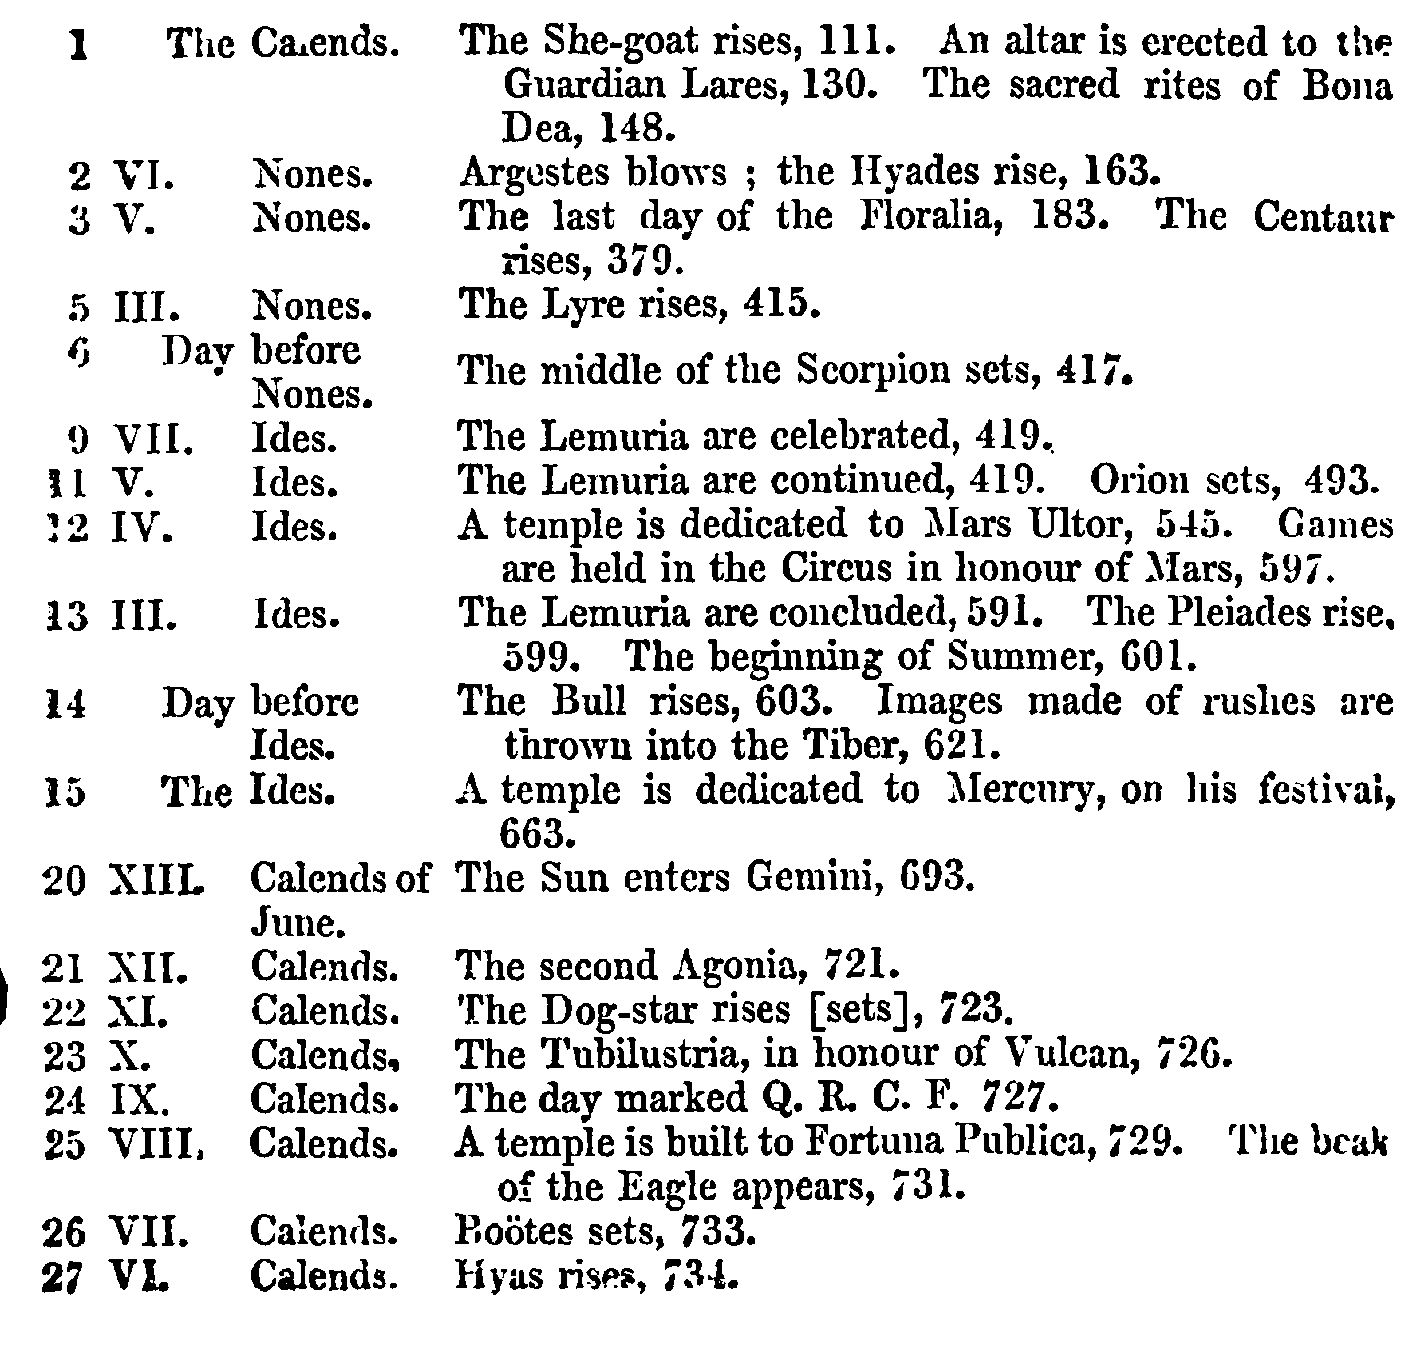 1 The Calends. The She-goat rises, 111. An altar is erected to the
Guardian Lares, 130. The sacred rites of Bona
Dea, 148.
2 VI. Nones. Argestes blows ; the Hyades rise, 163.
3 V. Nones. The last day of the Floralia, 183. The Centaur
rises, 379.
5 III. Nones. The Lyre rises, 415.
6 Day before
Nones. The middle of the Scorpion sets, 417.
9 VII. Ides. The Lemuria are celebrated, 419.
11 V. Ides. The Lemuria are continued, 419. Orion sets, 493.
12 IV. Ides. A temple is dedicated to Mars Ultor, 545. Games
are held in the Circus in honour of Mars, 597.
13 III. Ides. The Lemuria are concluded, 591. The Pleiades rise,
599. The beginning of Summer, 601.
14 Day before The Bull rises, 603. Images made of rushes are
Ides. thrown into the Tiber, 621.
15 The Ides. A temple is dedicated to Mercury, on his festival,
663.
20 XIII. Calends of The Sun enters Gemini, 693.
June.
21 XII. Calends. The second Agonia, 721.
22 XI. Calends. The Dog-star rises [sets], 723.
23 X. Calends. The Tubilustria, in honour of Vulcan, 726.
24 IX. Calends. The day marked Q. R. C. F. 727.
25 VIII. Calends. A temple is built to Fortuna Publica, 729. The beak
of the Eagle appears, 731.
26 VII. Calends. Boötes sets, 733.
27 VI. Calends. Hyas rises, 734.